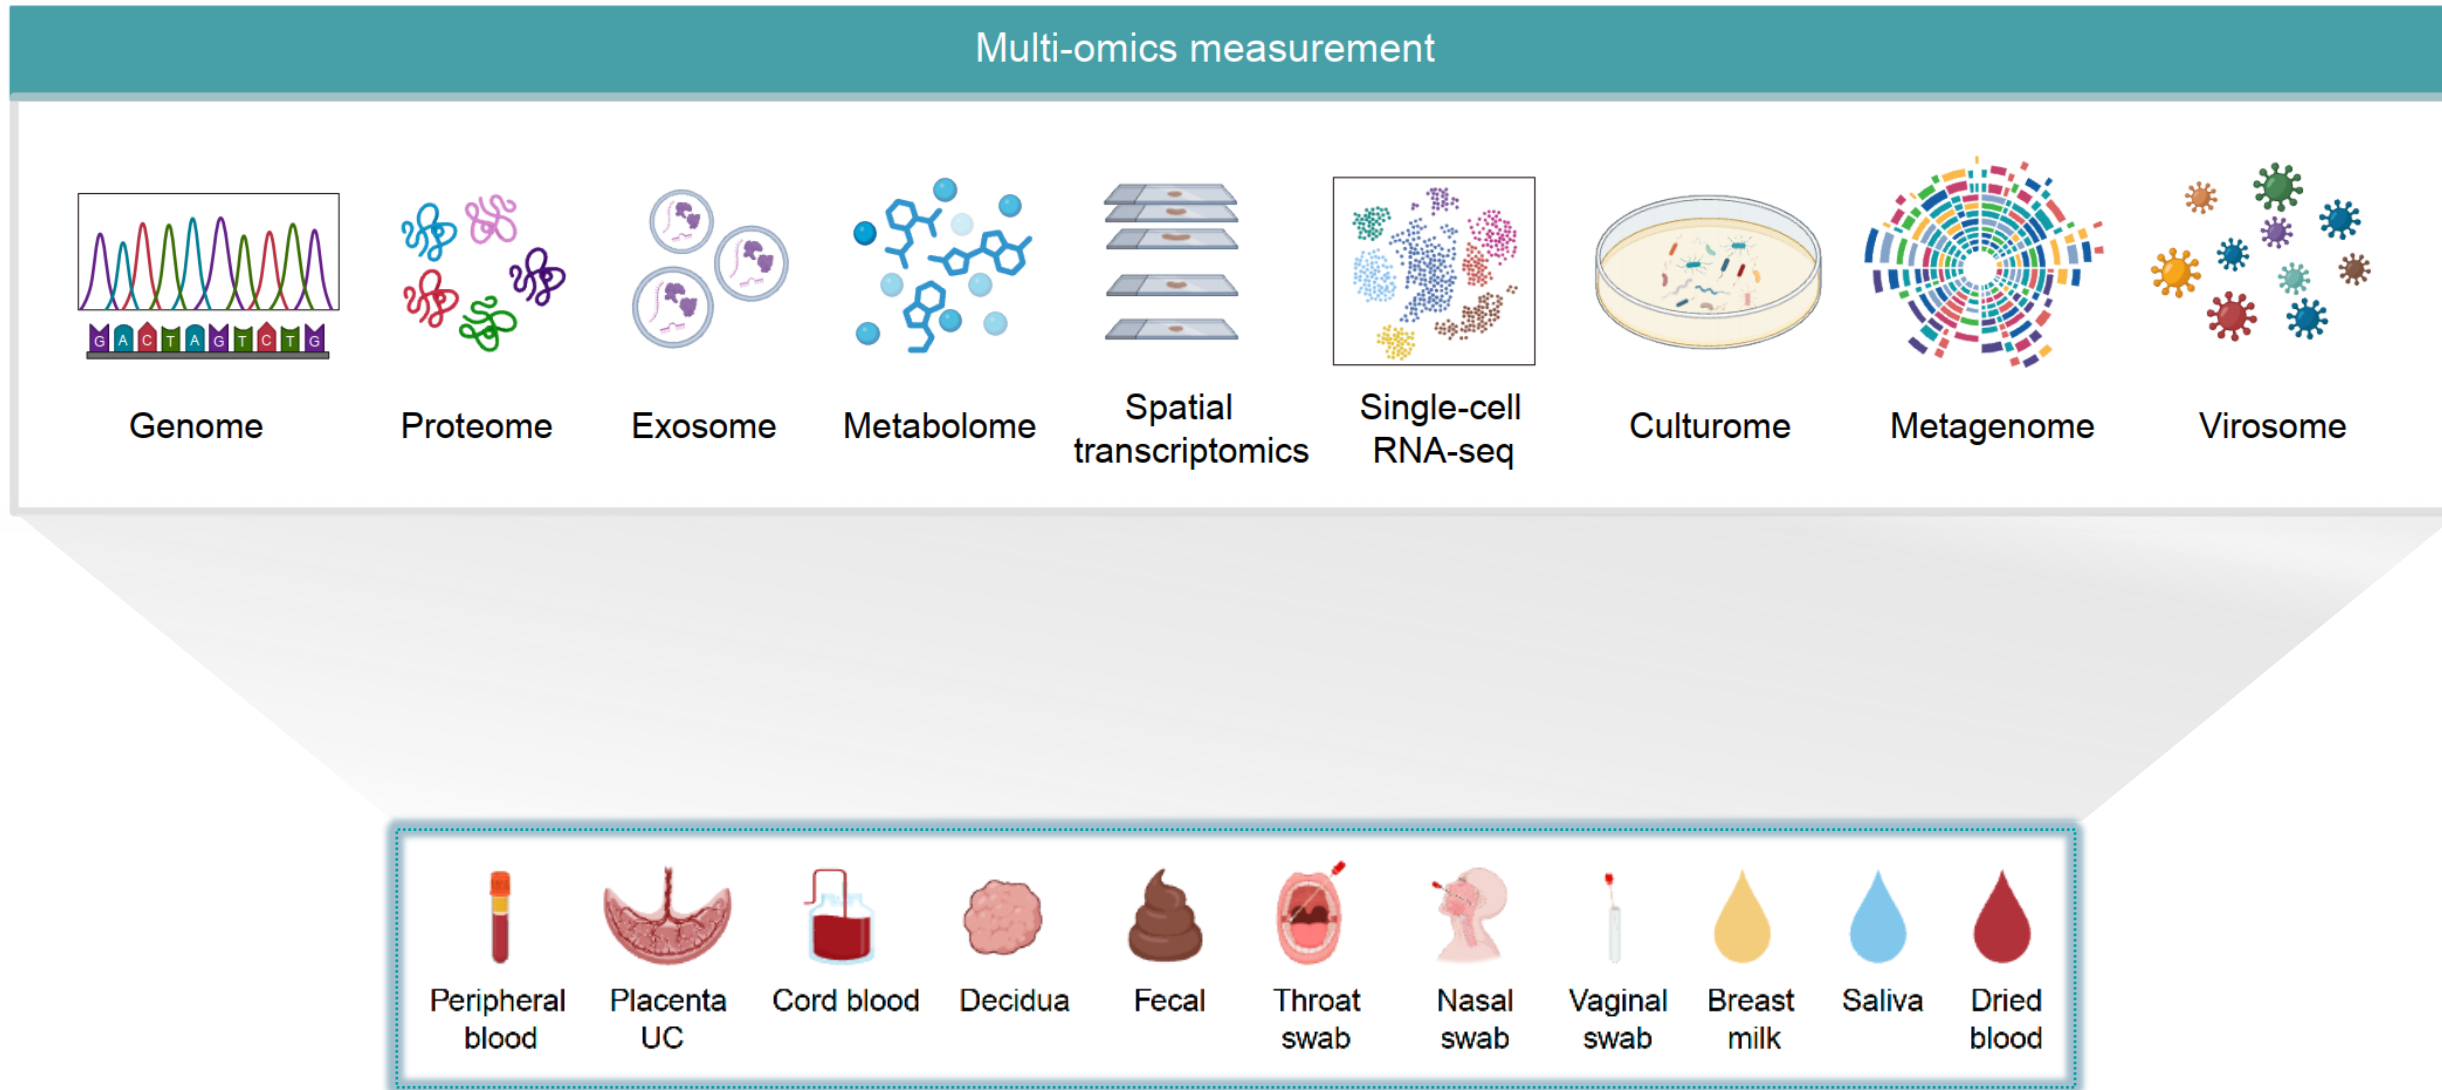 Multi-omics measurement
G A C T A G T C T G
Genome
Proteome
Exosome
Metabolome
Spatial
transcriptomics
Single-cell
RNA-seq
Culturome
Metagenome
Virosome
Peripheral
blood
Placenta
UC
Cord blood
Decidua
Fecal
Throat
swab
Nasal
swab
Vaginal
swab
Breast
milk
Saliva
Dried
blood